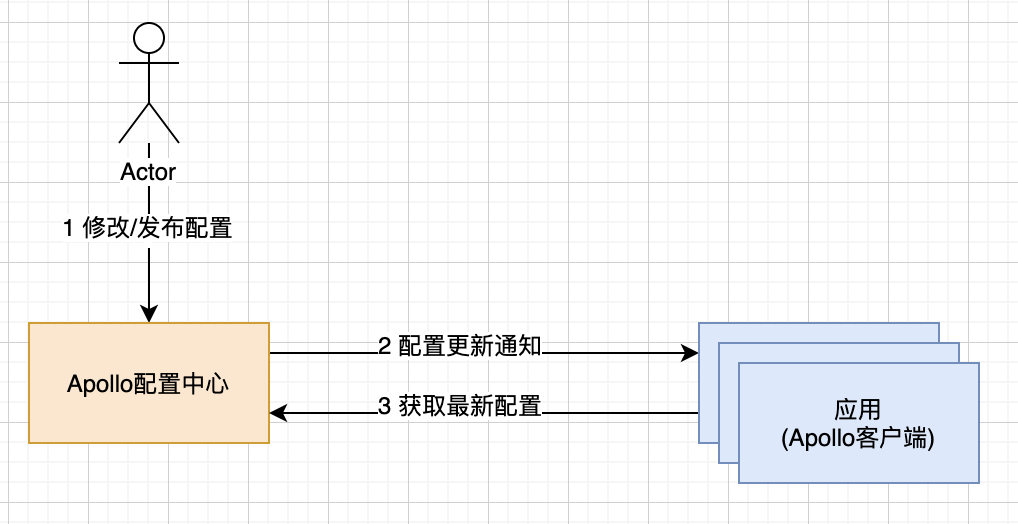 Actor
1 修改/发布配置
Apollo配置中心
2 配置更新通知
3 获取最新配置
应用
(Apollo客户端)